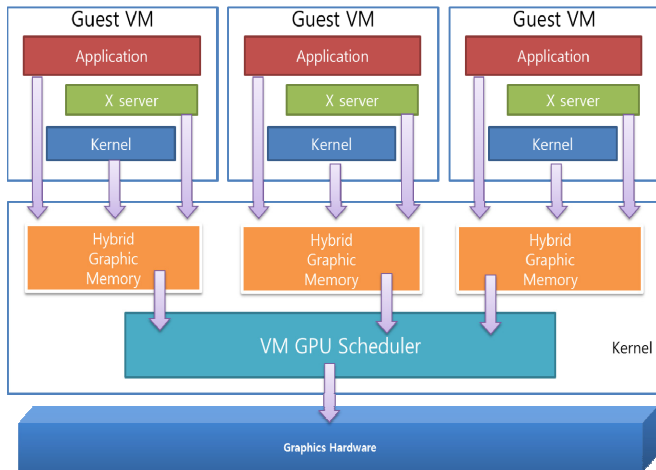 Guest VM
Application
X server
Kernel
Guest VM
Application
X server
Kernel
Guest VM
Application
X server
Kernel
Hybrid
Graphic
Memory
Hybrid
Graphic
Memory
Hybrid
Graphic
Memory
VM GPU Scheduler
Kernel
Graphics Hardware